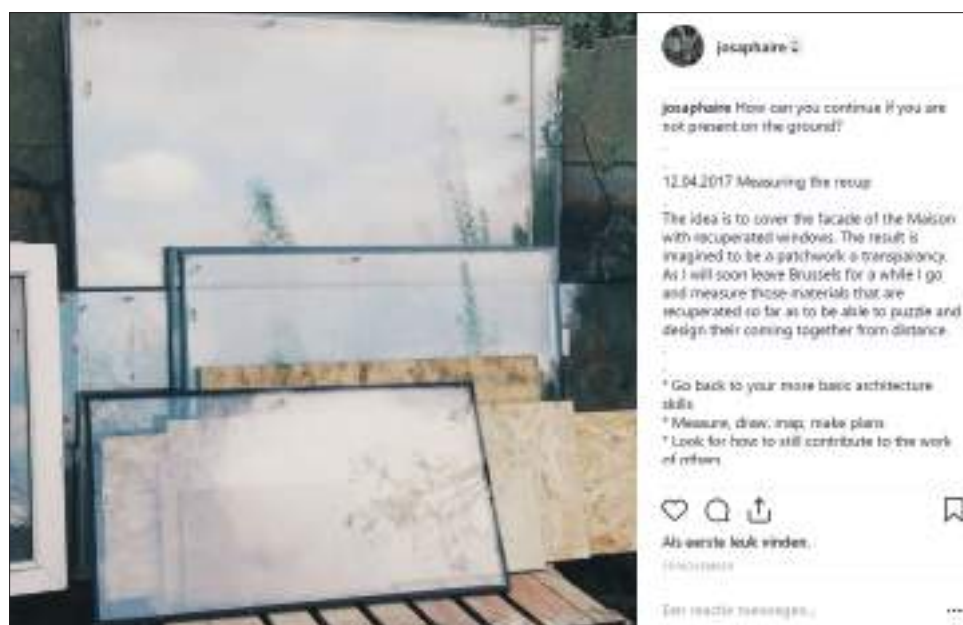 josaphaire
josaphaire How can you continue if you are
not present on the ground?
.
12.04.2017 Measuring the recup
The idea is to cover the facade of the Maison
with recuperated windows. The result is
imagined to be a patchwork o transparancy.
As I will soon leave Brussels for a while I go
and measure those materials that are
recuperated so far as to be able to puzzle and
design their coming together from distance
.
* Go back to your more basic architecture
skills
* Measure, draw, map, make plans
* Look for how to still contribute to the work
of others
Als eerste leuk vinden.
NOVEMBER
Een reactie toevoegen...